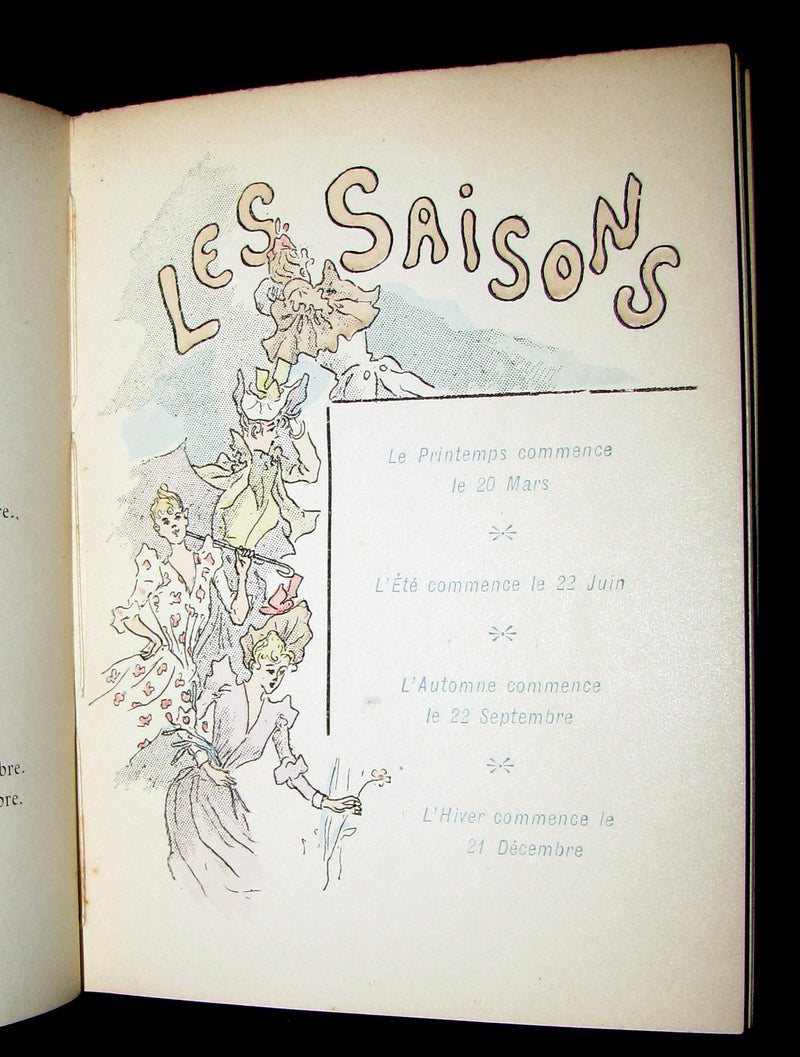 LES SAISONS
Le Printemps commence
le 20 Mars
L'Été commence le 22 Juin
L'Automne commence
le 22 Septembre
L'Hiver commence le
21 Décembre